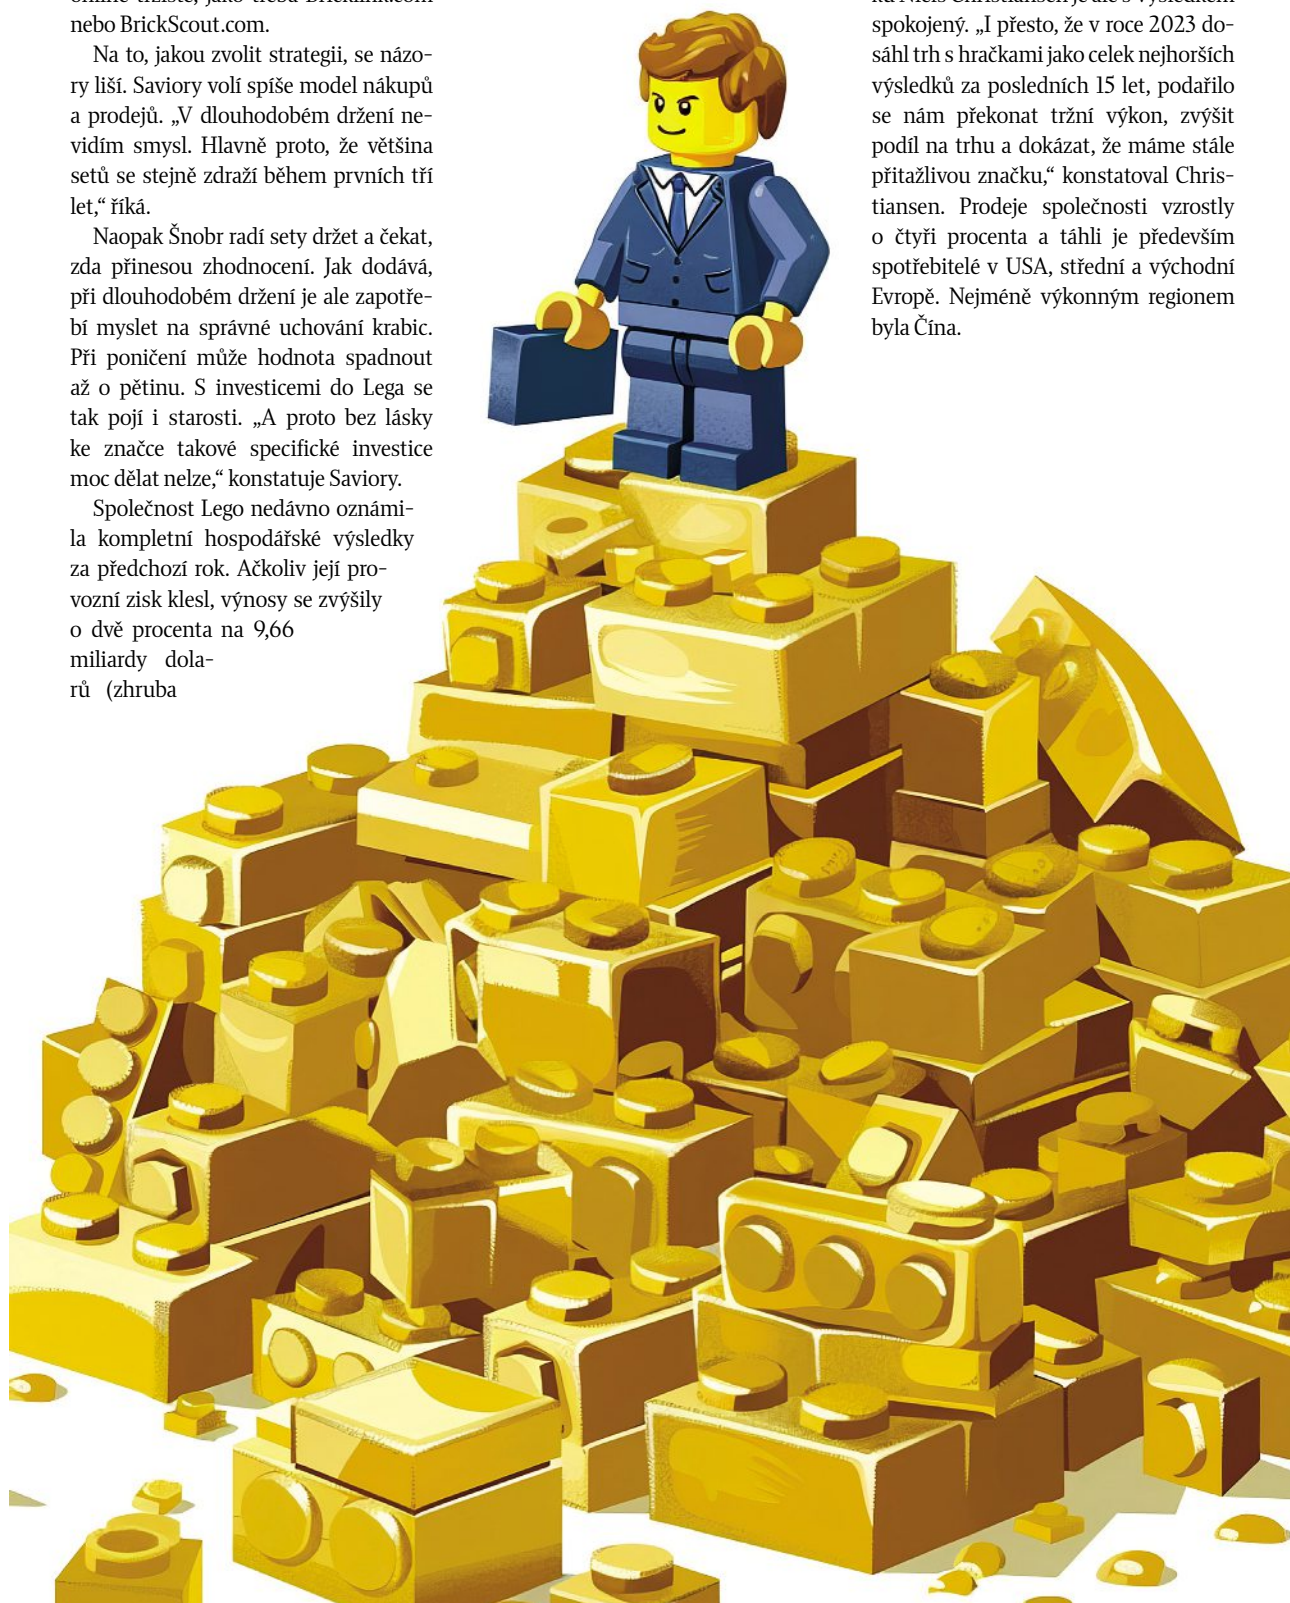 nebo BrickScout.com.
Na to, jakou zvolit strategii, se názo-
ry liší. Saviory volí spíše model nákupů
a prodejů. „V dlouhodobém držení ne-
vidím smysl. Hlavně proto, že většina
setů se stejně zdraží během prvních tří
let,“ říká.
Naopak Šnobr radí sety držet a čekat,
zda přinesou zhodnocení. Jak dodává,
při dlouhodobém držení je ale zapotře-
bí myslet na správné uchování krabic.
Při poničení může hodnota spadnout
až o pětinu. S investicemi do Lega se
tak pojí i starosti. „A proto bez lásky
ke značce takové specifické investice
moc dělat nelze,“ konstatuje Saviory.
Společnost Lego nedávno oznámi-
la kompletní hospodářské výsledky
za předchozí rok. Ačkoliv její pro-
vozní zisk klesl, výnosy se zvýšily
o dvě procenta na 9,66
miliardy dola-
rů (zhruba
spokojený. „I přesto, že v roce 2023 do-
sáhl trh s hračkami jako celek nejhorších
výsledků za posledních 15 let, podařilo
se nám překonat tržní výkon, zvýšit
podíl na trhu a dokázat, že máme stále
přitažlivou značku,“ konstatoval Chris-
tiansen. Prodeje společnosti vzrostly
o čtyři procenta a táhli je především
spotřebitelé v USA, střední a východní
Evropě. Nejméně výkonným regionem
byla Čína.